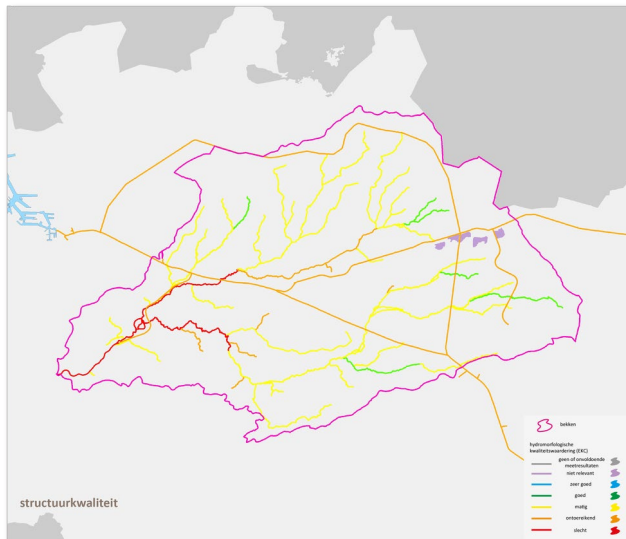 bekken
hydromorfologische
kwaliteitswaardering (EKC)
geen of onvoldoende
meetresultaten
niet relevant
zeer goed
goed
matig
ontoereikend
slecht
structuurkwaliteit